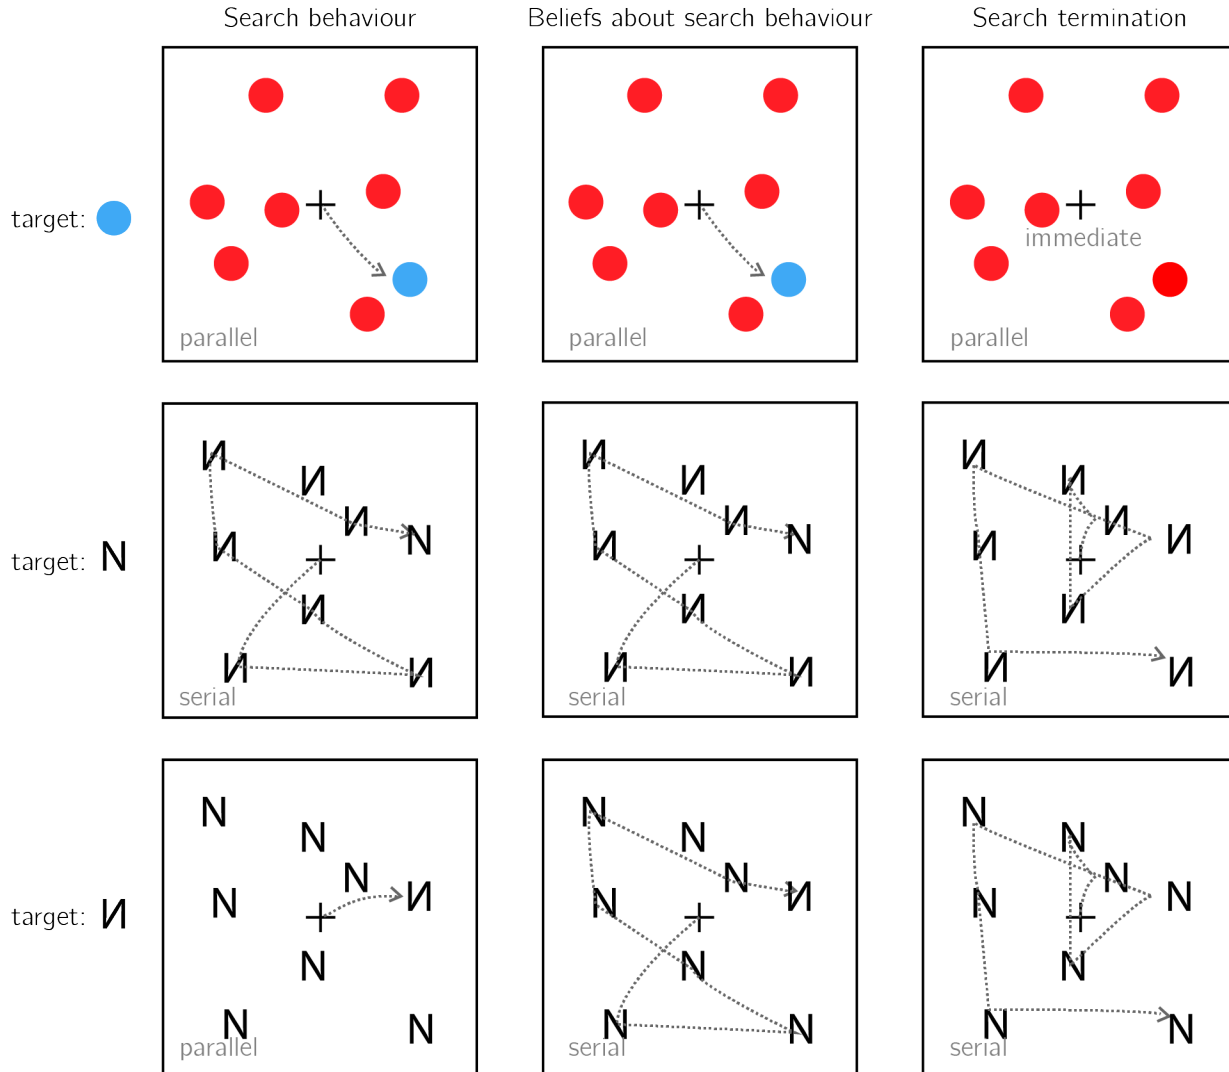 Search behaviour Beliefs about search behaviour Search termination
target:
immediate
parallel parallel parallel
И И И
И И И
И И И
N N И
И И И
target: N
И И И
И И И И И И
serial serial serial
N N N
N N N
N N N
И И N
N N N
target: И
N N N
N N N N N N
parallel serial serial